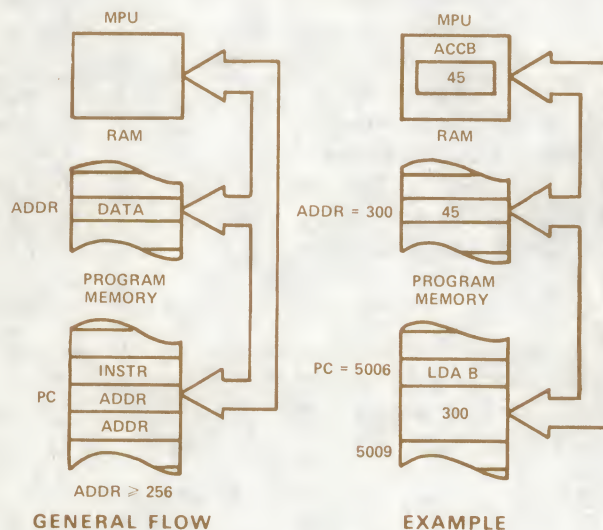 MPU
RAM
ADDR
DATA
PROGRAM
MEMORY
PC
INSTR
ADDR
ADDR
ADDR ⩾ 256
GENERAL FLOW
MPU
ACCB
45
RAM
ADDR = 300
45
PROGRAM
MEMORY
PC = 5006
LDA B
300
5009
EXAMPLE